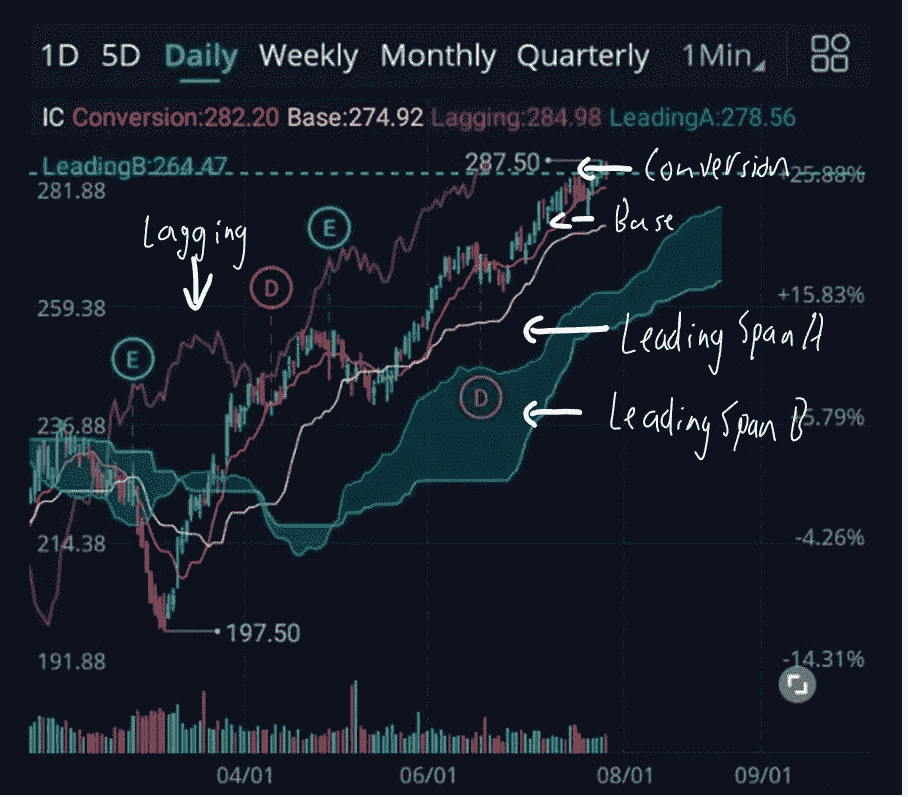 1D 5D Daily Weekly Monthly Quarterly 1Min
IC Conversion:282.20 Base:274.92 Lagging:284.98 LeadingA:278.56
LeadingB:264.47
287.50
Conversion
+25.88%
281.88
Lagging
E
Base
D
259.38
+15.83%
Leading Span A
E
D
Leading Span B
5.79%
236.88
214.38
-4.26%
197.50
191.88
-14.31%
04/01 06/01 08/01 09/01